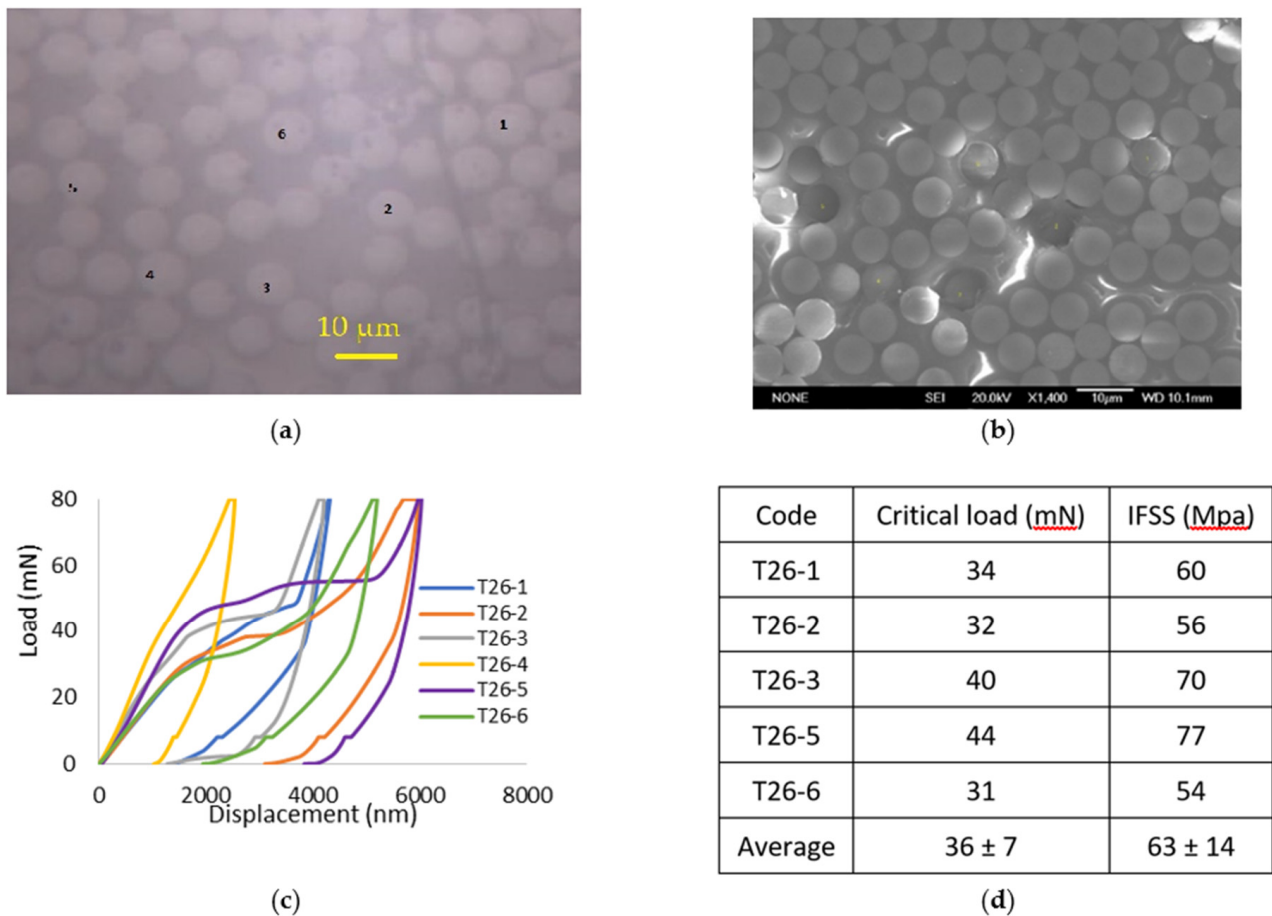 6
1
5
2
4
3
10 µm
NONE SEI 20.0kV X1,400 10µm WD 10.1mm
(a)
(b)
80
60
40
20
0
Load (mN)
0 2000 4000 6000 8000
Displacement (nm)
T26-1
T26-2
T26-3
T26-4
T26-5
T26-6
Code Critical load (mN) IFSS (Mpa)
T26-1 34 60
T26-2 32 56
T26-3 40 70
T26-5 44 77
T26-6 31 54
Average 36 ± 7 63 ± 14
(c)
(d)